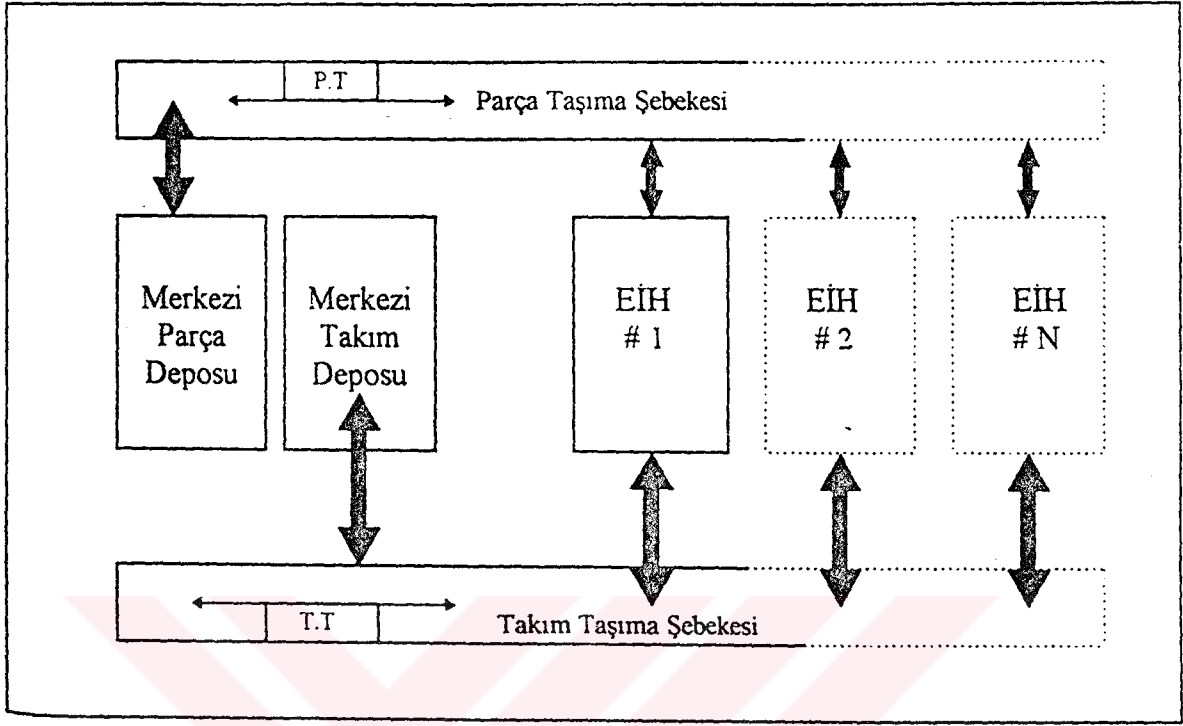 P.T
Parça Taşıma Şebekesi
Merkezi
Parça
Deposu
Merkezi
Takım
Deposu
EİH
# 1
EİH
# 2
EİH
# N
T.T
Takım Taşıma Şebekesi